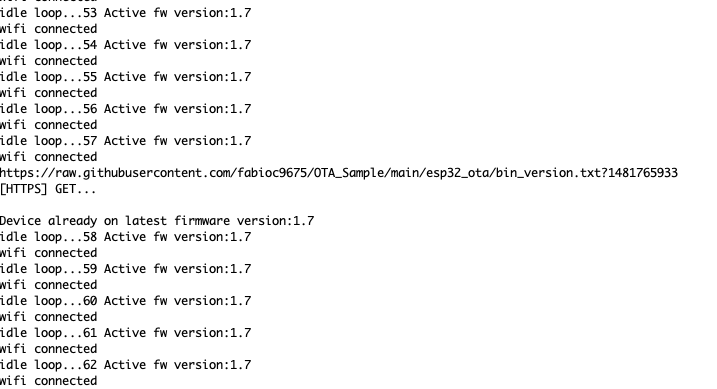 wifi connected
idle loop...53 Active fw version:1.7
wifi connected
idle loop...54 Active fw version:1.7
wifi connected
idle loop...55 Active fw version:1.7
wifi connected
idle loop...56 Active fw version:1.7
wifi connected
idle loop...57 Active fw version:1.7
wifi connected
https://raw.githubusercontent.com/fabioc9675/OTA_Sample/main/esp32_ota/bin_version.txt?1481765933
[HTTPS] GET...
Device already on latest firmware version:1.7
idle loop...58 Active fw version:1.7
wifi connected
idle loop...59 Active fw version:1.7
wifi connected
idle loop...60 Active fw version:1.7
wifi connected
idle loop...61 Active fw version:1.7
wifi connected
idle loop...62 Active fw version:1.7
wifi connected